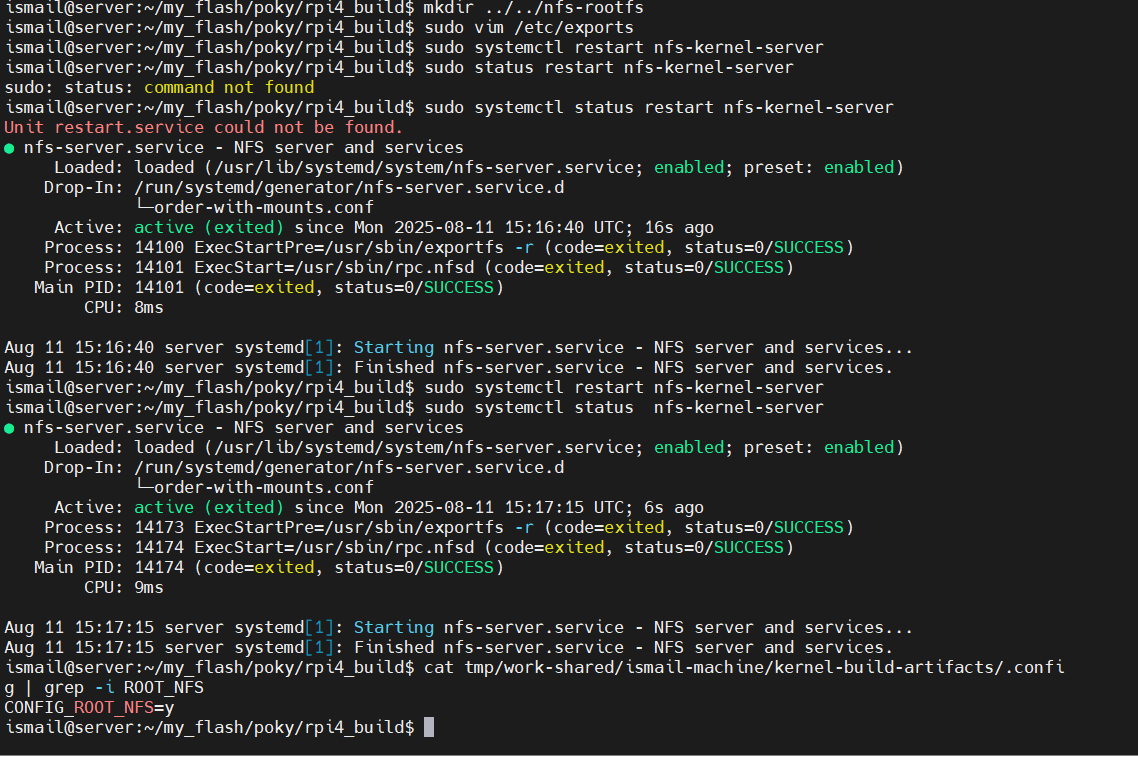 ismail@server:~/my_flash/poky/rpi4_build$ mkdir ../../nfs-rootfs
ismail@server:~/my_flash/poky/rpi4_build$ sudo vim /etc/exports
ismail@server:~/my_flash/poky/rpi4_build$ sudo systemctl restart nfs-kernel-server
ismail@server:~/my_flash/poky/rpi4_build$ sudo status restart nfs-kernel-server
sudo: status: command not found
ismail@server:~/my_flash/poky/rpi4_build$ sudo systemctl status restart nfs-kernel-server
Unit restart.service could not be found.
● nfs-server.service - NFS server and services
     Loaded: loaded (/usr/lib/systemd/system/nfs-server.service; enabled; preset: enabled)
    Drop-In: /run/systemd/generator/nfs-server.service.d
             └─order-with-mounts.conf
     Active: active (exited) since Mon 2025-08-11 15:16:40 UTC; 16s ago
    Process: 14100 ExecStartPre=/usr/sbin/exportfs -r (code=exited, status=0/SUCCESS)
    Process: 14101 ExecStart=/usr/sbin/rpc.nfsd (code=exited, status=0/SUCCESS)
   Main PID: 14101 (code=exited, status=0/SUCCESS)
        CPU: 8ms

Aug 11 15:16:40 server systemd[1]: Starting nfs-server.service - NFS server and services...
Aug 11 15:16:40 server systemd[1]: Finished nfs-server.service - NFS server and services.
ismail@server:~/my_flash/poky/rpi4_build$ sudo systemctl restart nfs-kernel-server
ismail@server:~/my_flash/poky/rpi4_build$ sudo systemctl status  nfs-kernel-server
● nfs-server.service - NFS server and services
     Loaded: loaded (/usr/lib/systemd/system/nfs-server.service; enabled; preset: enabled)
    Drop-In: /run/systemd/generator/nfs-server.service.d
             └─order-with-mounts.conf
     Active: active (exited) since Mon 2025-08-11 15:17:15 UTC; 6s ago
    Process: 14173 ExecStartPre=/usr/sbin/exportfs -r (code=exited, status=0/SUCCESS)
    Process: 14174 ExecStart=/usr/sbin/rpc.nfsd (code=exited, status=0/SUCCESS)
   Main PID: 14174 (code=exited, status=0/SUCCESS)
        CPU: 9ms

Aug 11 15:17:15 server systemd[1]: Starting nfs-server.service - NFS server and services...
Aug 11 15:17:15 server systemd[1]: Finished nfs-server.service - NFS server and services.
ismail@server:~/my_flash/poky/rpi4_build$ cat tmp/work-shared/ismail-machine/kernel-build-artifacts/.confi
g | grep -i ROOT_NFS
CONFIG_ROOT_NFS=y
ismail@server:~/my_flash/poky/rpi4_build$